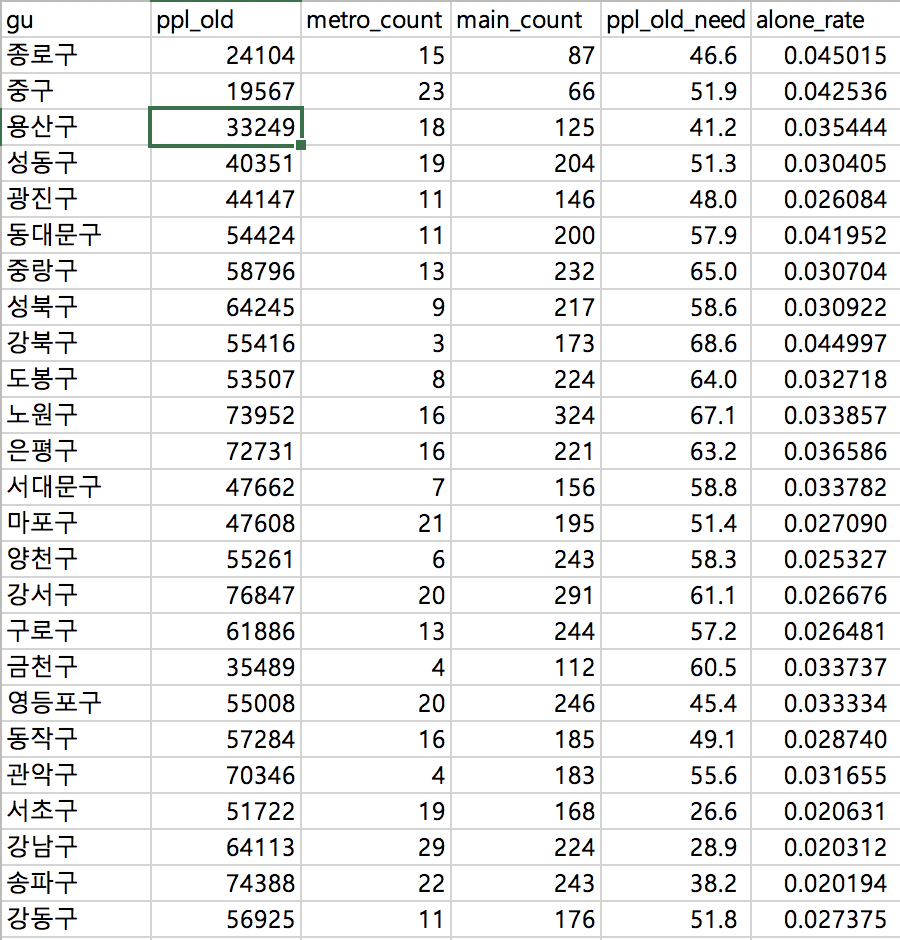 gu ppl_old metro_count main_count ppl_old_need alone_rate
종로구 24104 15 87 46.6 0.045015
중구 19567 23 66 51.9 0.042536
용산구 33249 18 125 41.2 0.035444
성동구 40351 19 204 51.3 0.030405
광진구 44147 11 146 48.0 0.026084
동대문구 54424 11 200 57.9 0.041952
중랑구 58796 13 232 65.0 0.030704
성북구 64245 9 217 58.6 0.030922
강북구 55416 3 173 68.6 0.044997
도봉구 53507 8 224 64.0 0.032718
노원구 73952 16 324 67.1 0.033857
은평구 72731 16 221 63.2 0.036586
서대문구 47662 7 156 58.8 0.033782
마포구 47608 21 195 51.4 0.027090
양천구 55261 6 243 58.3 0.025327
강서구 76847 20 291 61.1 0.026676
구로구 61886 13 244 57.2 0.026481
금천구 35489 4 112 60.5 0.033737
영등포구 55008 20 246 45.4 0.033334
동작구 57284 16 185 49.1 0.028740
관악구 70346 4 183 55.6 0.031655
서초구 51722 19 168 26.6 0.020631
강남구 64113 29 224 28.9 0.020312
송파구 74388 22 243 38.2 0.020194
강동구 56925 11 176 51.8 0.027375